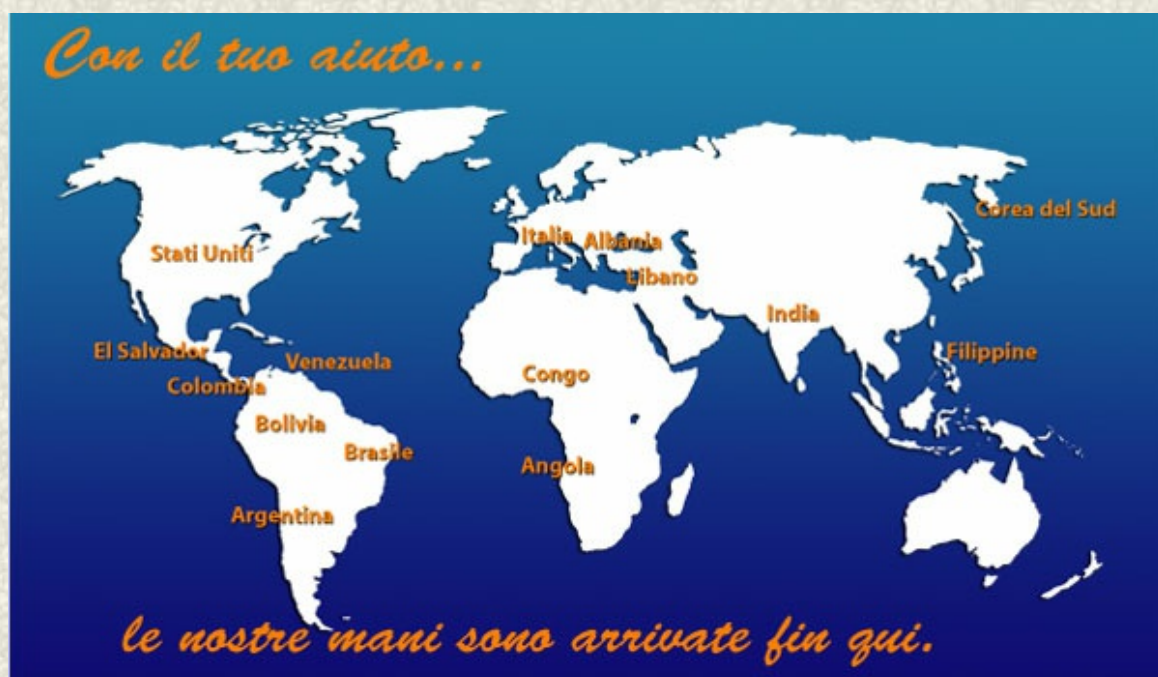 Con il tuo aiuto...
Corea del Sud
Italia
Albania
Stati Uniti
Libano
India
El Salvador
Filippine
Venezuela
Congo
Colombia
Bolivia
Brasile
Angola
Argentina
le nostre mani sono arrivate fin qui.